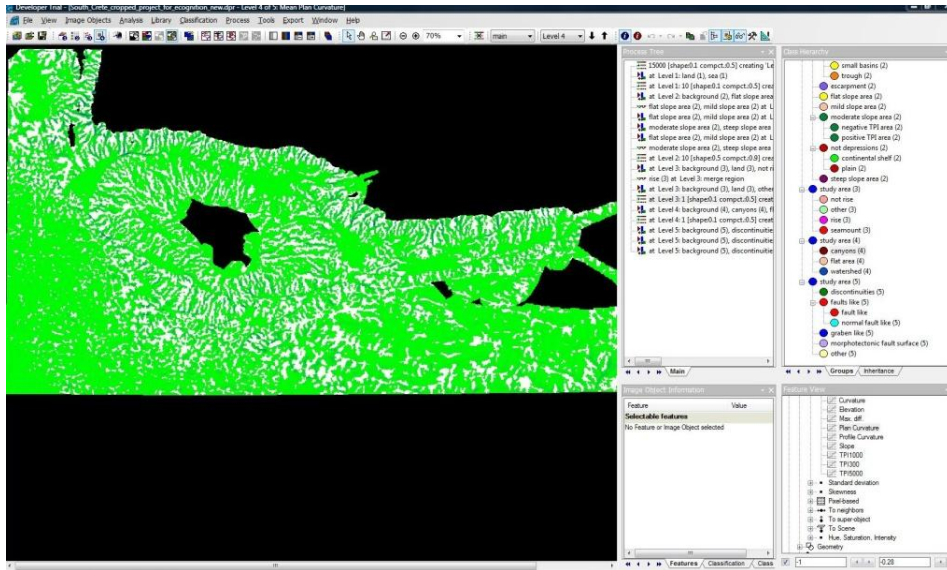 Developer Trial - [South_Crete_cropped_project_for_ecognition_new.dpr - Level 4 of 5: Mean Plan Curvature]
File View Image Objects Analysis Library Classification Process Tools Export Window Help
70% main Level 4
Process Tree
15000 [shape:0.1 compct.:0.5] creating 'Le
at Level 1: land (1), sea (1)
at Level 1: 10 [shape:0.1 compct.:0.5] crea
at Level 2: background (2), flat slope area
flat slope area (2), mild slope area (2) at L
flat slope area (2), mild slope area (2) at L
moderate slope area (2), steep slope area
flat slope area (2), mild slope area (2) at L
moderate slope area (2), steep slope area
at Level 2: 10 [shape:0.5 compct.:0.9] crea
at Level 3: background (3), land (3), not ri
rise (3) at Level 3: merge region
at Level 3: background (3), land (3), other
at Level 3: 1 [shape:0.1 compct.:0.5] creat
at Level 4: background (4), canyons (4), fl
at Level 4: 1 [shape:0.1 compct.:0.5] creat
at Level 5: background (5), discontinuitie
at Level 5: background (5), discontinuitie
Main
Class Hierarchy
small basins (2)
trough (2)
escarpment (2)
flat slope area (2)
mild slope area (2)
moderate slope area (2)
negative TPI area (2)
positive TPI area (2)
not depressions (2)
continental shelf (2)
plain (2)
steep slope area (2)
study area (3)
not rise
other (3)
rise (3)
seamount (3)
study area (4)
canyons (4)
flat area (4)
watershed (4)
study area (5)
discontinuities (5)
faults like (5)
fault like
normal fault like (5)
graben like (5)
morphotectonic fault surface (5)
other (5)
Groups Inheritance
Image Object Information
Feature Value
Selectable features
No Feature or Image Object selected
Features Classification Class
Feature View
Curvature
Elevation
Max. diff.
Plan Curvature
Profile Curvature
Slope
TPI1000
TPI300
TPI5000
Standard deviation
Skewness
Pixel-based
To neighbors
To super-object
To Scene
Hue, Saturation, Intensity
Geometry
-1 -0.28